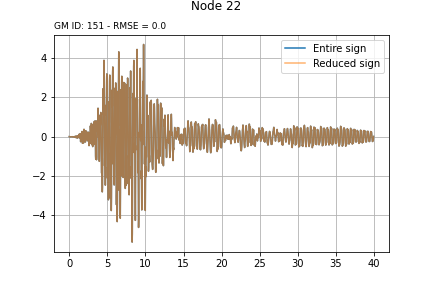 Node 22
GM ID: 151 - RMSE = 0.0
Entire sign
Reduced sign
4
2
0
−2
−4
0 5 10 15 20 25 30 35 40